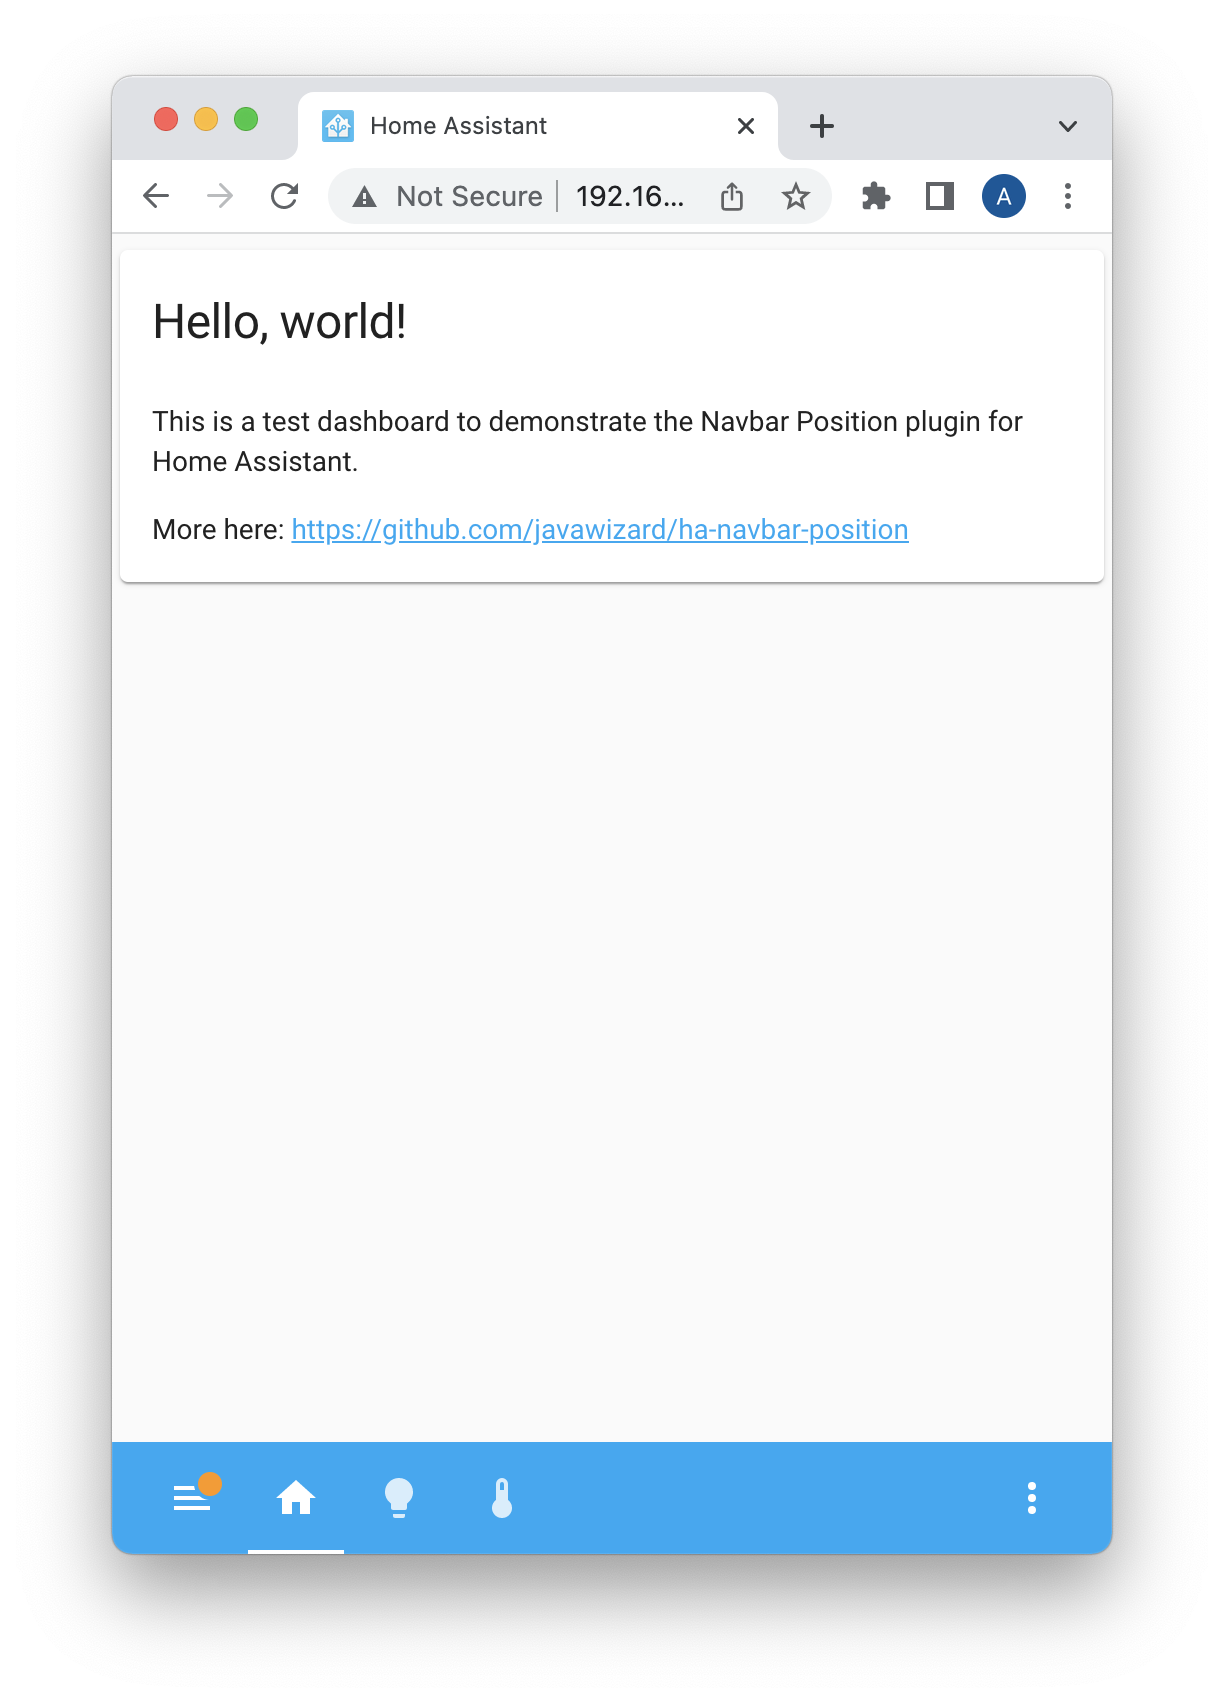 Home Assistant
Not Secure
192.16...
A
Hello, world!
This is a test dashboard to demonstrate the Navbar Position plugin for
Home Assistant.
More here: https://github.com/javawizard/ha-navbar-position